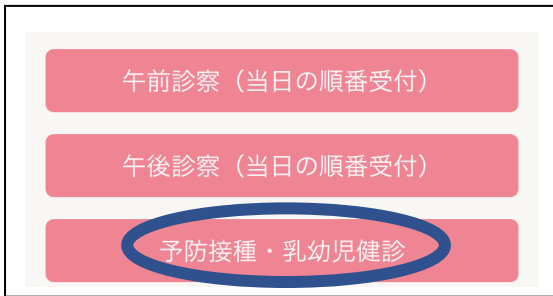 午前診察（当日の順番受付）
午後診察（当日の順番受付）
予防接種・乳幼児健診